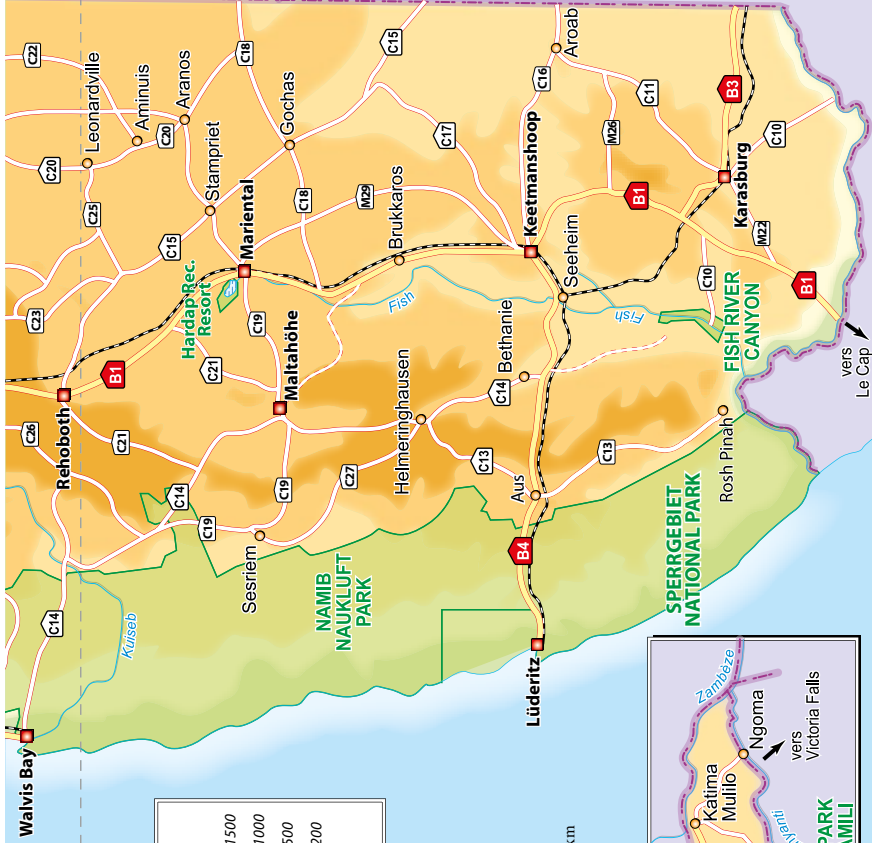 Walvis Bay
Rehoboth
C14
Kuiseb
C26
C23
C25
C20
C22
Leonardville
Aminuis
Aranos
C20
C18
C15
Stampriet
Gochas
C15
C17
C18
M29
Mariental
Hardap Rec.
Resort
B1
C21
C21
C19
Maltahöhe
C14
C19
C19
C27
Sesriem
NAMIB
NAUKLUFT
PARK
Helmeringhausen
Brukkaros
Fish
Bethanie
C14
C13
Aus
C13
B4
Lüderitz
Keetmanshoop
Seeheim
Fish
C16
Aroab
C11
M26
B1
B3
Karasburg
C10
M22
C10
B1
FISH RIVER
CANYON
vers
Le Cap
Rosh Pinah
SPERRGEBIET
NATIONAL PARK
1500
1000
500
200
km
Zambèze
Katima
Mulilo
Ngoma
vers
Victoria Falls
PARK